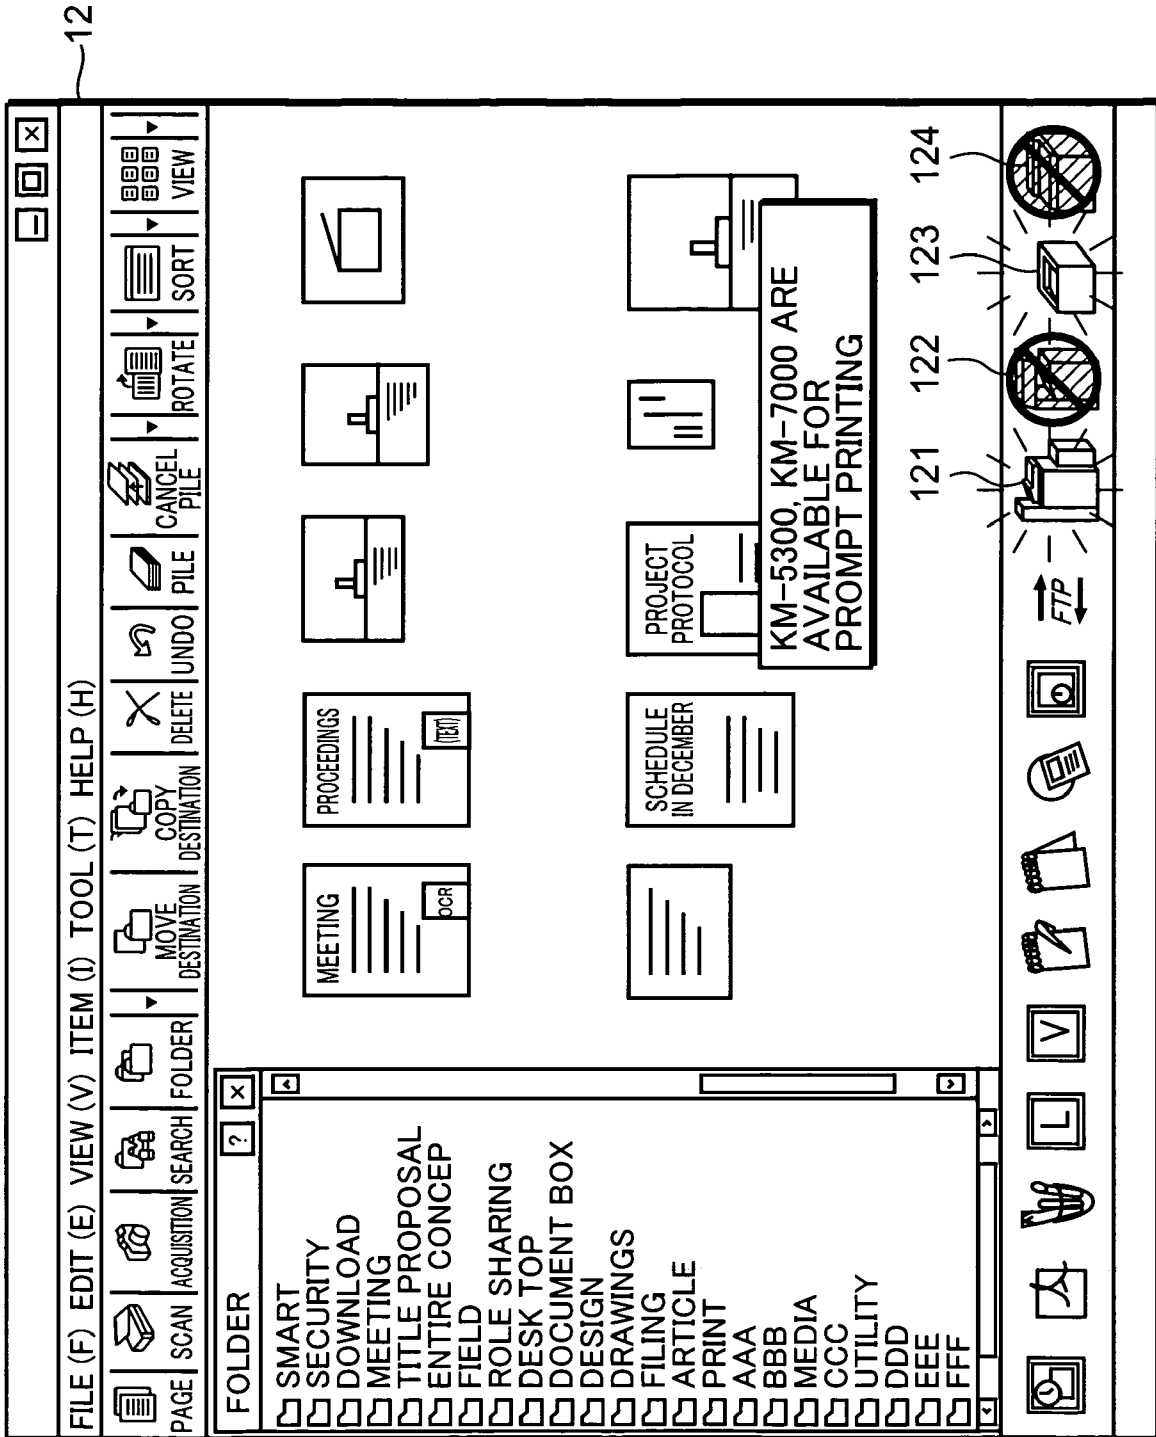 12
FILE (F) EDIT (E) VIEW (V) ITEM (I) TOOL (T) HELP (H)
PAGE
SCAN
ACQUISITION
SEARCH
FOLDER
MOVE
DESTINATION
COPY
DESTINATION
DELETE
UNDO
PILE
CANCEL
PILE
ROTATE
SORT
VIEW
FOLDER
?
SMART
SECURITY
DOWNLOAD
MEETING
TITLE PROPOSAL
ENTIRE CONCEP
FIELD
ROLE SHARING
DESK TOP
DOCUMENT BOX
DESIGN
DRAWINGS
FILING
ARTICLE
PRINT
AAA
BBB
MEDIA
CCC
UTILITY
DDD
EEE
FFF
MEETING
OCR
PROCEEDINGS
(TEXT)
SCHEDULE
IN DECEMBER
PROJECT
PROTOCOL
KM-5300, KM-7000 ARE
AVAILABLE FOR
PROMPT PRINTING
121
122
123
124
L
V
FTP